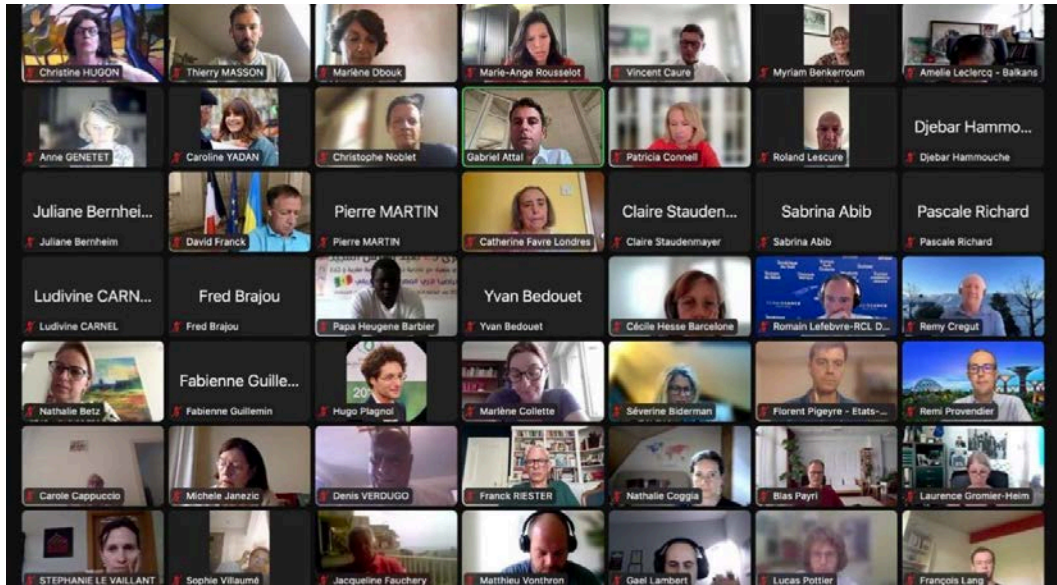 Christine HUGON
Thierry MASSON
Marlène Dbouk
Marie-Ange Rousselot
Vincent Caure
Myriam Benkerroum
Amelie Leclercq - Balkans
Anne GENETET
Caroline YADAN
Christophe Noblet
Gabriel Attal
Patricia Connell
Roland Lescure
Djebar Hammo...
Djebar Hammouche
Juliane Bernhei...
Juliane Bernheim
David Franck
Pierre MARTIN
Pierre MARTIN
Catherine Favre Londres
Claire Stauden...
Claire Staudenmayer
Sabrina Abib
Sabrina Abib
Pascale Richard
Pascale Richard
Ludivine CARN...
Ludivine CARNEL
Fred Brajou
Fred Brajou
Papa Heugene Barbier
Yvan Bedouet
Yvan Bedouet
Cécile Hesse Barcelone
Romain Lefebvre-RCL D...
Remy Cregut
Nathalie Betz
Fabienne Guille...
Fabienne Guillemin
Hugo Plagnol
Marlène Collette
Séverine Biderman
Florent Pigeyre - Etats-...
Remi Provendier
Carole Cappuccio
Michele Janezic
Denis VERDUGO
Franck RIESTER
Nathalie Coggia
Blas Payri
Laurence Gromier-Heim
STEPHANIE LE VAILLANT
Sophie Villaumé
Jacqueline Fauchery
Matthieu Vonthron
Gael Lambert
Lucas Pottier
François Lang